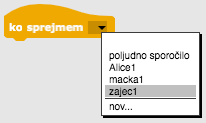 ko sprejmem
poljudno sporočilo
Alice1
macka1
zajec1
nov...